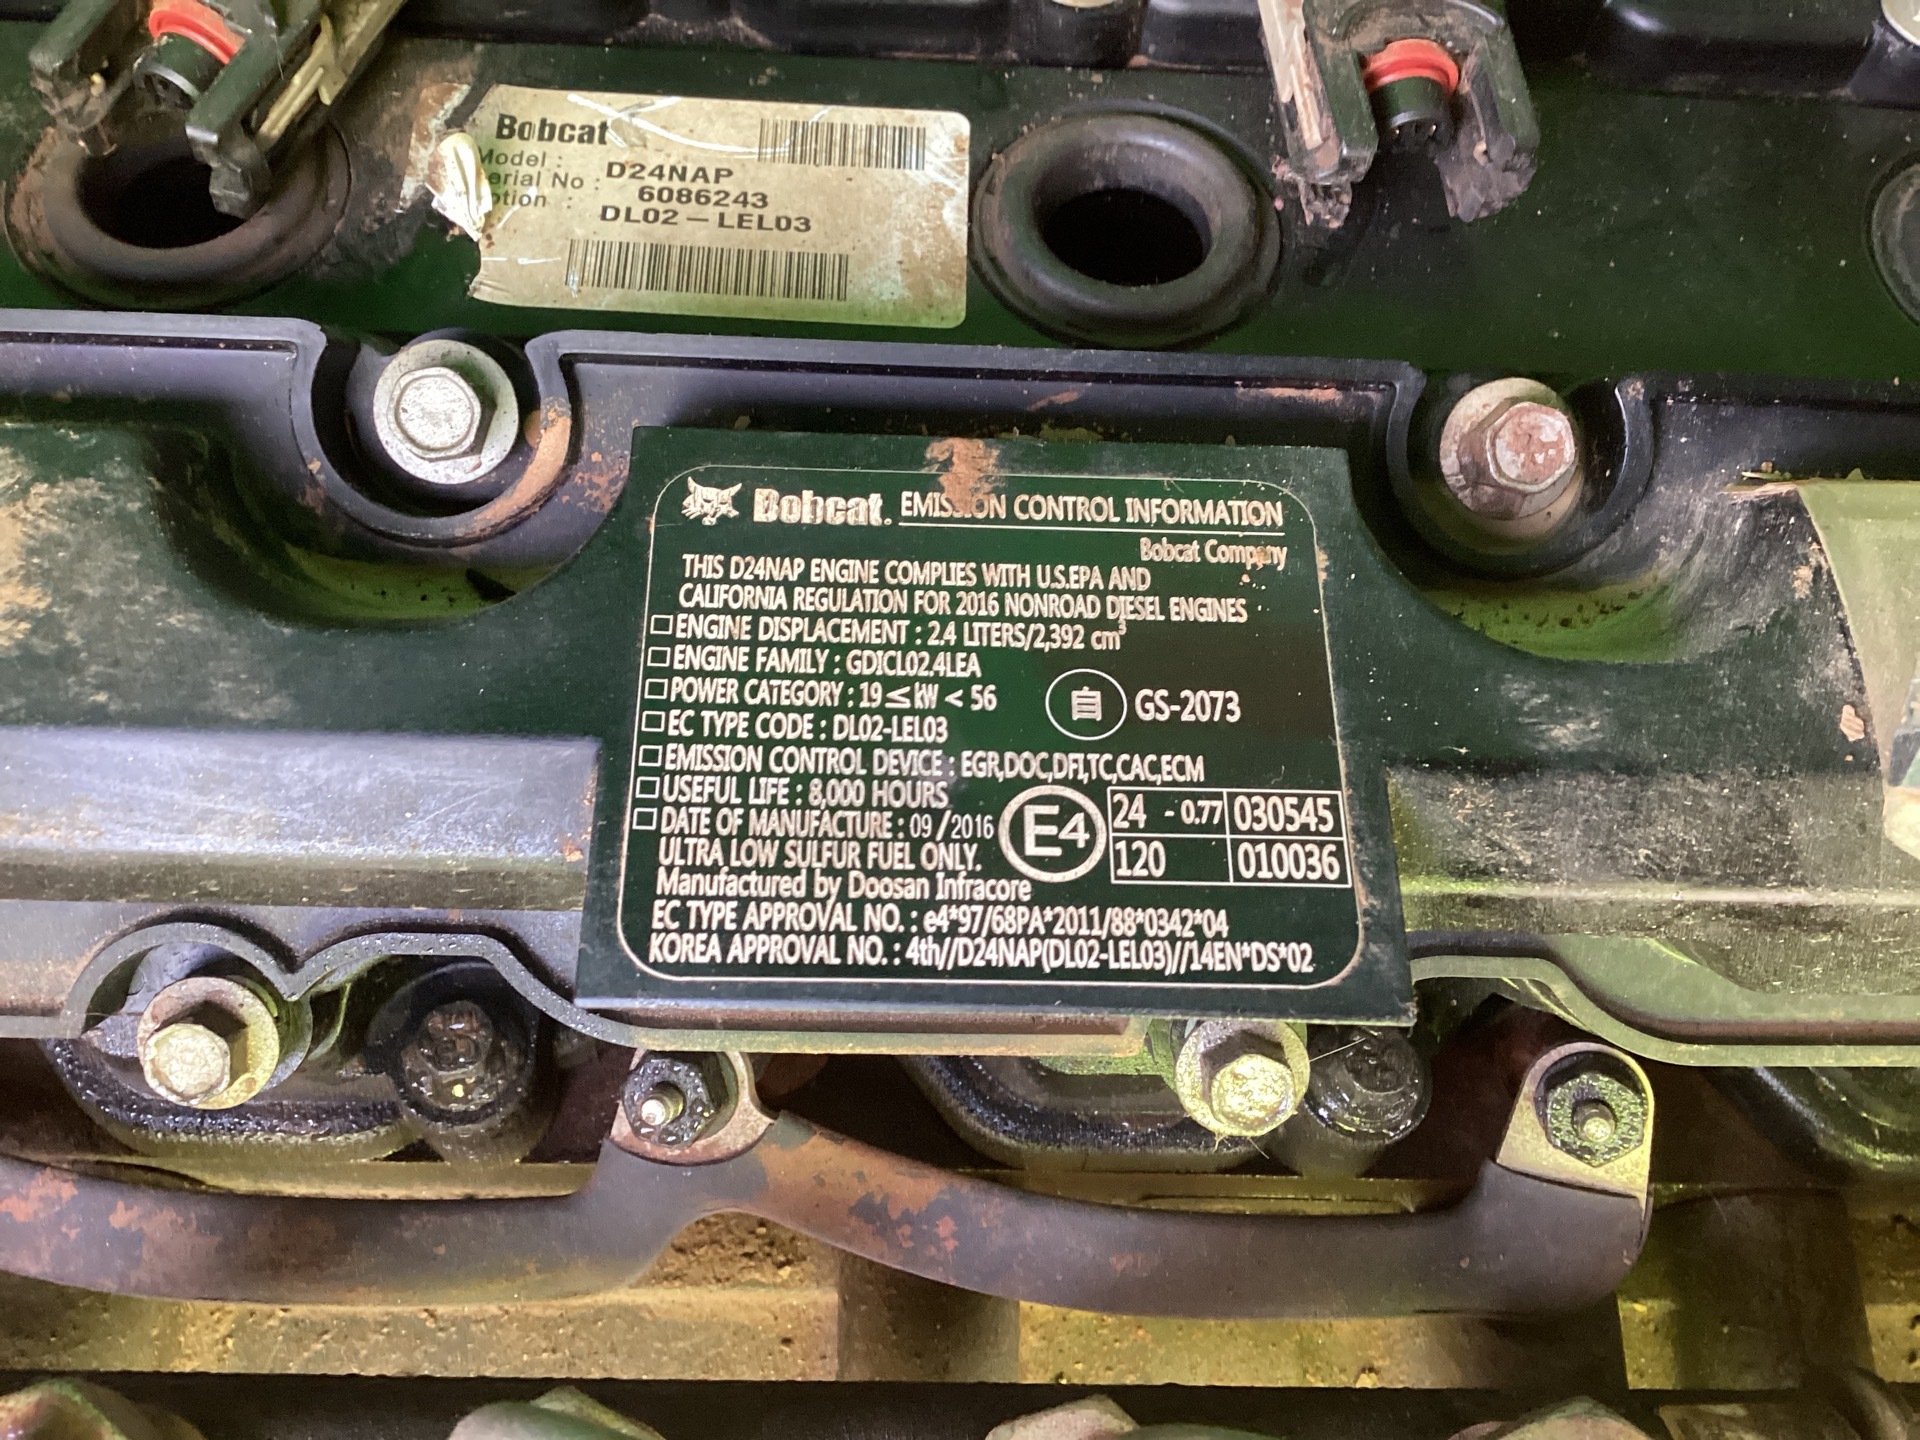 Bobcat
Model : D24NAP
erial No : 6086243
ption : DL02-LEL03
Bobcat. EMISSION CONTROL INFORMATION
Bobcat Company
THIS D24NAP ENGINE COMPLIES WITH U.S.EPA AND
CALIFORNIA REGULATION FOR 2016 NONROAD DIESEL ENGINES
□ENGINE DISPLACEMENT : 2.4 LITERS/2,392 cm³
□ENGINE FAMILY : GDICL02.4LEA
□POWER CATEGORY : 19 ≤ kW < 56
自 GS-2073
□EC TYPE CODE : DL02-LEL03
□EMISSION CONTROL DEVICE : EGR,DOC,DFI,TC,CAC,ECM
□USEFUL LIFE : 8,000 HOURS
□DATE OF MANUFACTURE : 09/2016
E4 24 - 0.77 030545
120 010036
ULTRA LOW SULFUR FUEL ONLY.
Manufactured by Doosan Infracore
EC TYPE APPROVAL NO. : e4*97/68PA*2011/88*0342*04
KOREA APPROVAL NO. : 4th//D24NAP(DL02-LEL03)//14EN*DS*02